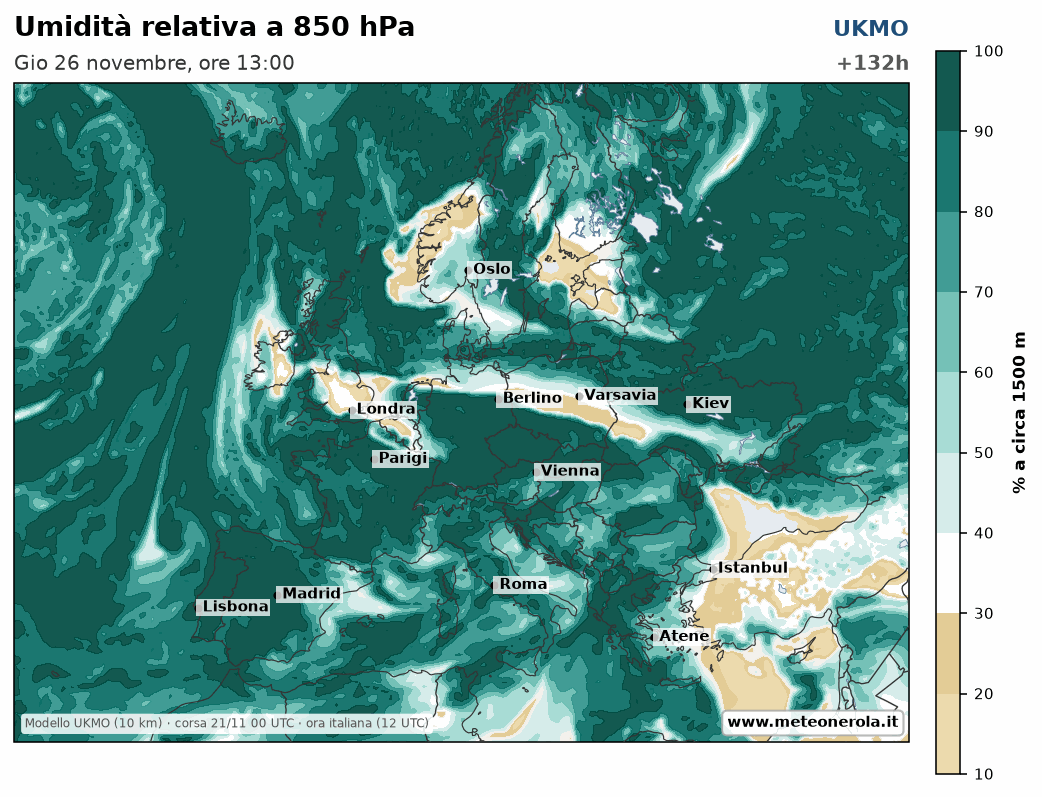 Umidità relativa a 850 hPa
UKMO
Gio 26 novembre, ore 13:00
+132h
100
90
80
70
60
50
40
30
20
10
% a circa 1500 m
Oslo
Londra
Berlino
Varsavia
Kiev
Parigi
Vienna
Istanbul
Roma
Madrid
Lisbona
Atene
Modello UKMO (10 km) · corsa 21/11 00 UTC · ora italiana (12 UTC)
www.meteonerola.it